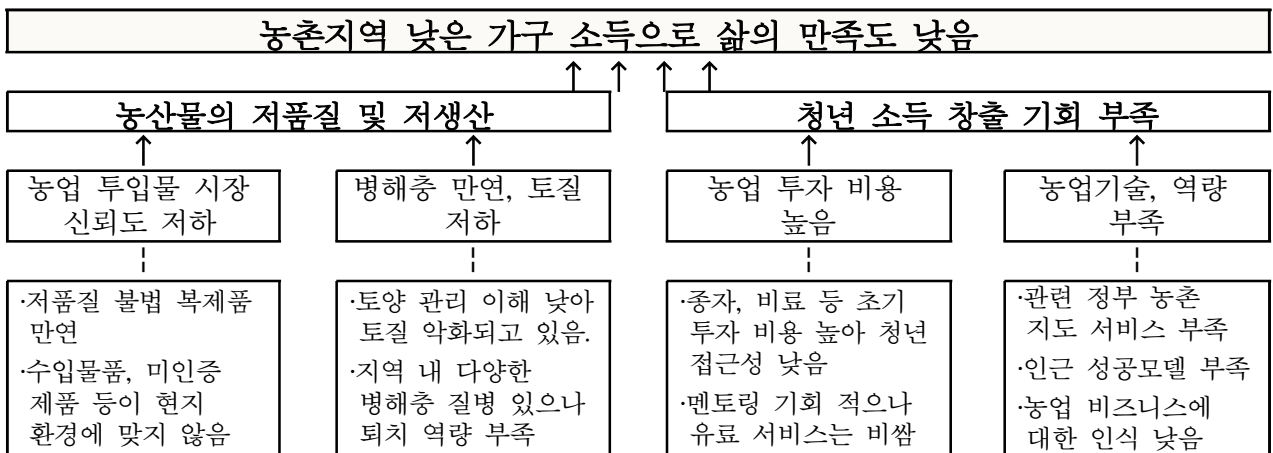 농촌지역 낮은 가구 소득으로 삶의 만족도 낮음
↑ ↑ ↑ ↑
농산물의 저품질 및 저생산
청년 소득 창출 기회 부족
↑ ↑ ↑ ↑
농업 투입물 시장
신뢰도 저하
병해충 만연, 토질
저하
농업 투자 비용
높음
농업기술, 역량
부족
·저품질 불법 복제품
만연
·수입물품, 미인증
제품 등이 현지
환경에 맞지 않음
·토양 관리 이해 낮아
토질 악화되고 있음.
·지역 내 다양한
병해충 질병 있으나
퇴치 역량 부족
·종자, 비료 등 초기
투자 비용 높아 청년
접근성 낮음
·멘토링 기회 적으나
유료 서비스는 비쌈
·관련 정부 농촌
지도 서비스 부족
·인근 성공모델 부족
·농업 비즈니스에
대한 인식 낮음